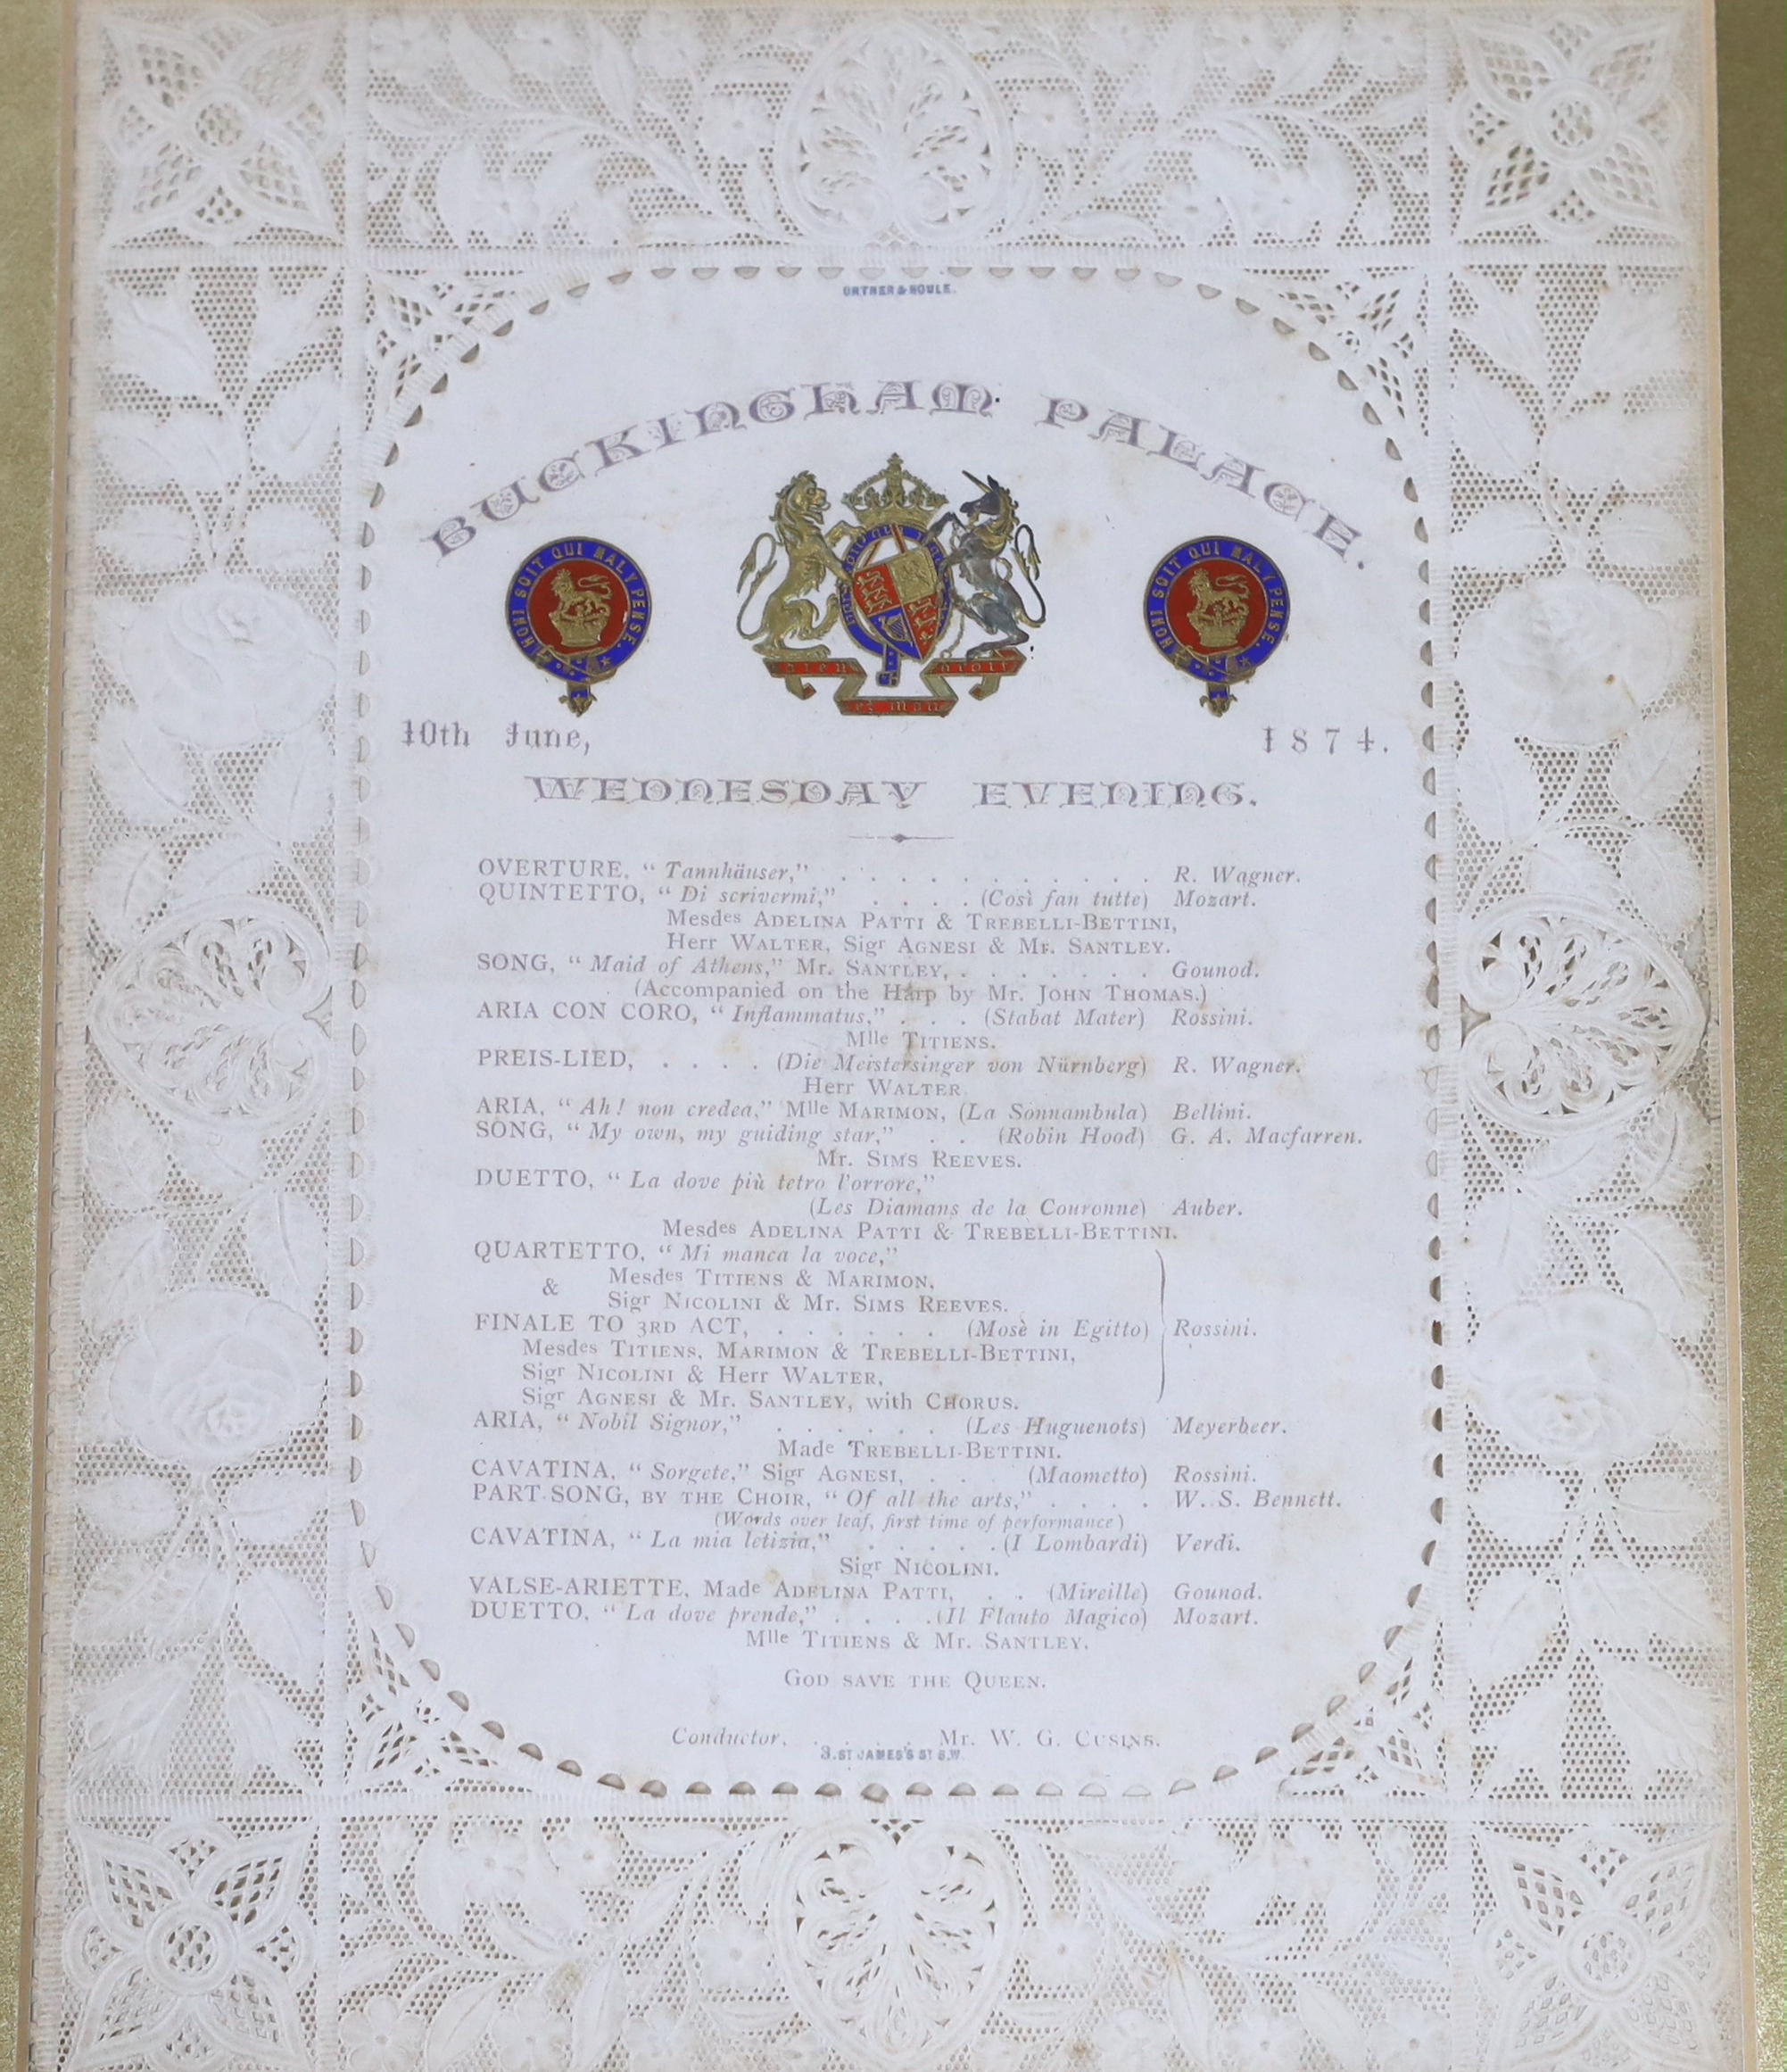 ORTNER & HOULE.
BUCKINGHAM PALACE.
HONI SOIT QUI MAL Y PENSE.
HONI SOIT QUI MAL Y PENSE.
10th June, 1874.
WEDNESDAY EVENING.
OVERTURE, “ Tannhäuser,” . . . . . . . . . . . R. Wagner.
QUINTETTO, “ Di scrivermi,” . . . . (Così fan tutte) Mozart.
Mesdes ADELINA PATTI & TREBELLI-BETTINI,
Herr WALTER, Sigr AGNESI & Mr. SANTLEY.
SONG, “ Maid of Athens,” Mr. SANTLEY, . . . . . . . Gounod.
(Accompanied on the Harp by Mr. JOHN THOMAS.)
ARIA CON CORO, “ Inflammatus,” . . . (Stabat Mater) Rossini.
Mlle TITIENS.
PREIS-LIED, . . . . (Die Meistersinger von Nürnberg) R. Wagner.
Herr WALTER.
ARIA, “ Ah! non credea,” Mlle MARIMON, (La Sonnambula) Bellini.
SONG, “ My own, my guiding star,” . . (Robin Hood) G. A. Macfarren.
Mr. SIMS REEVES.
DUETTO, “ La dove più tetro l’orrore,”
(Les Diamans de la Couronne) Auber.
Mesdes ADELINA PATTI & TREBELLI-BETTINI.
QUARTETTO, “ Mi manca la voce,”
& Mesdes TITIENS & MARIMON,
Sigr NICOLINI & Mr. SIMS REEVES.
FINALE TO 3RD ACT, . . . . . . (Mosè in Egitto) Rossini.
Mesdes TITIENS, MARIMON & TREBELLI-BETTINI,
Sigr NICOLINI & Herr WALTER,
Sigr AGNESI & Mr. SANTLEY, with CHORUS.
ARIA, “ Nobil Signor,” . . . . . . (Les Huguenots) Meyerbeer.
Made TREBELLI-BETTINI.
CAVATINA, “ Sorgete,” Sigr AGNESI, . . . (Maometto) Rossini.
PART-SONG, BY THE CHOIR, “ Of all the arts,” . . . . W. S. Bennett.
(Words over leaf, first time of performance)
CAVATINA, “ La mia letizia,” . . . . . (I Lombardi) Verdi.
Sigr NICOLINI.
VALSE-ARIETTE, Made ADELINA PATTI, . . (Mireille) Gounod.
DUETTO, “ La dove prende,” . . . . (Il Flauto Magico) Mozart.
Mlle TITIENS & Mr. SANTLEY.
GOD SAVE THE QUEEN.
Conductor, . . . . Mr. W. G. CUSINS.
3. ST JAMES'S ST S.W.